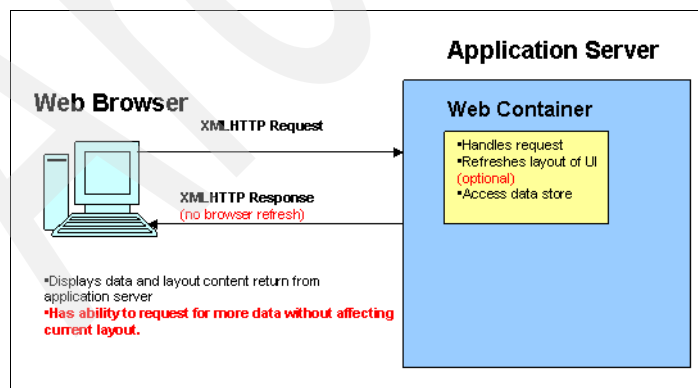 Application Server
Web Browser
Web Container
XMLHTTP Request
▪Handles request
▪Refreshes layout of UI
(optional)
▪Access data store
XMLHTTP Response
(no browser refresh)
▪Displays data and layout content return from
application server
▪Has ability to request for more data without affecting
current layout.